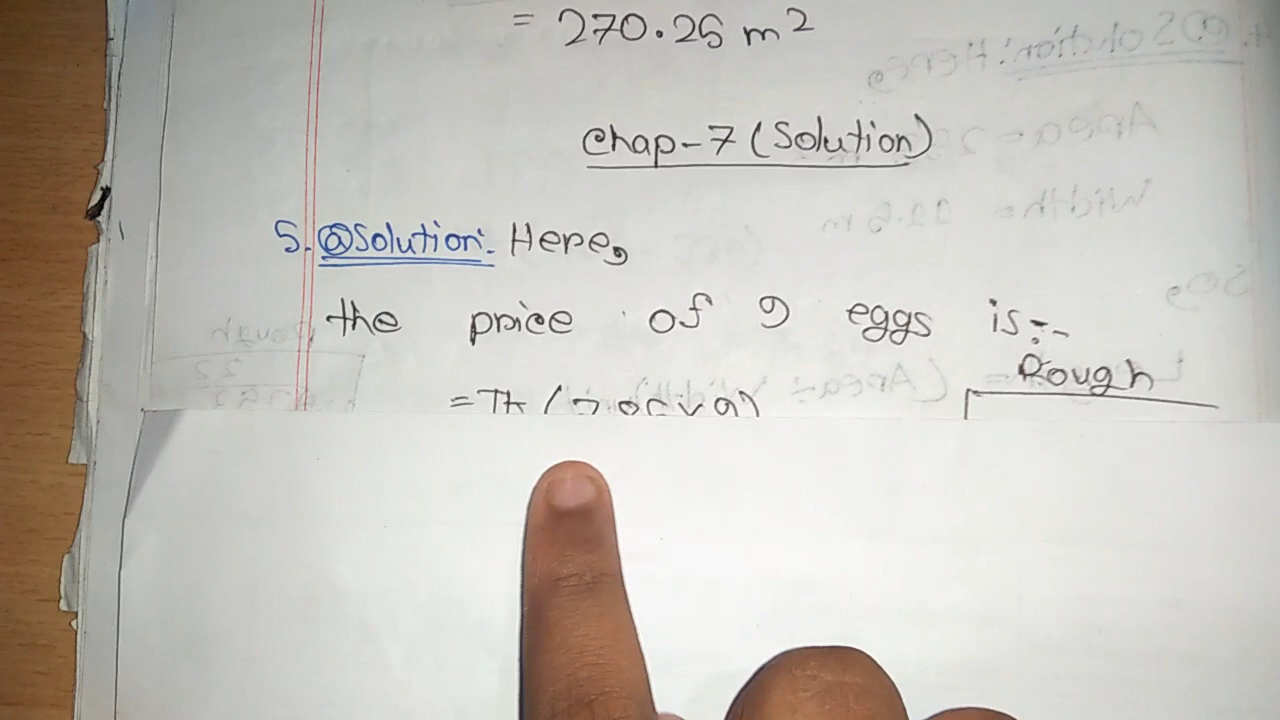 = 270.25 m²
Chap-7 (Solution)
5. ⓐ Solution: Here,
the price of 9 eggs is:-
Rough